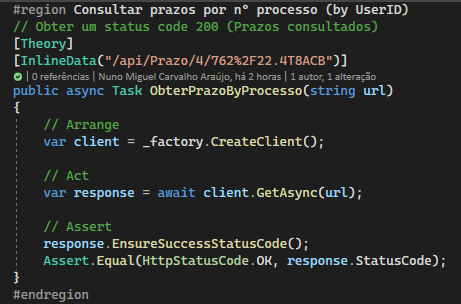 #region Consultar prazos por nº processo (by UserID)
// Obter um status code 200 (Prazos consultados)
[Theory]
[InlineData("/api/Prazo/4/762%2F22.4T8ACB")]
| 0 referências | Nuno Miguel Carvalho Araújo, há 2 horas | 1 autor, 1 alteração
public async Task ObterPrazoByProcesso(string url)
{
// Arrange
var client = _factory.CreateClient();
// Act
var response = await client.GetAsync(url);
// Assert
response.EnsureSuccessStatusCode();
Assert.Equal(HttpStatusCode.OK, response.StatusCode);
}
#endregion